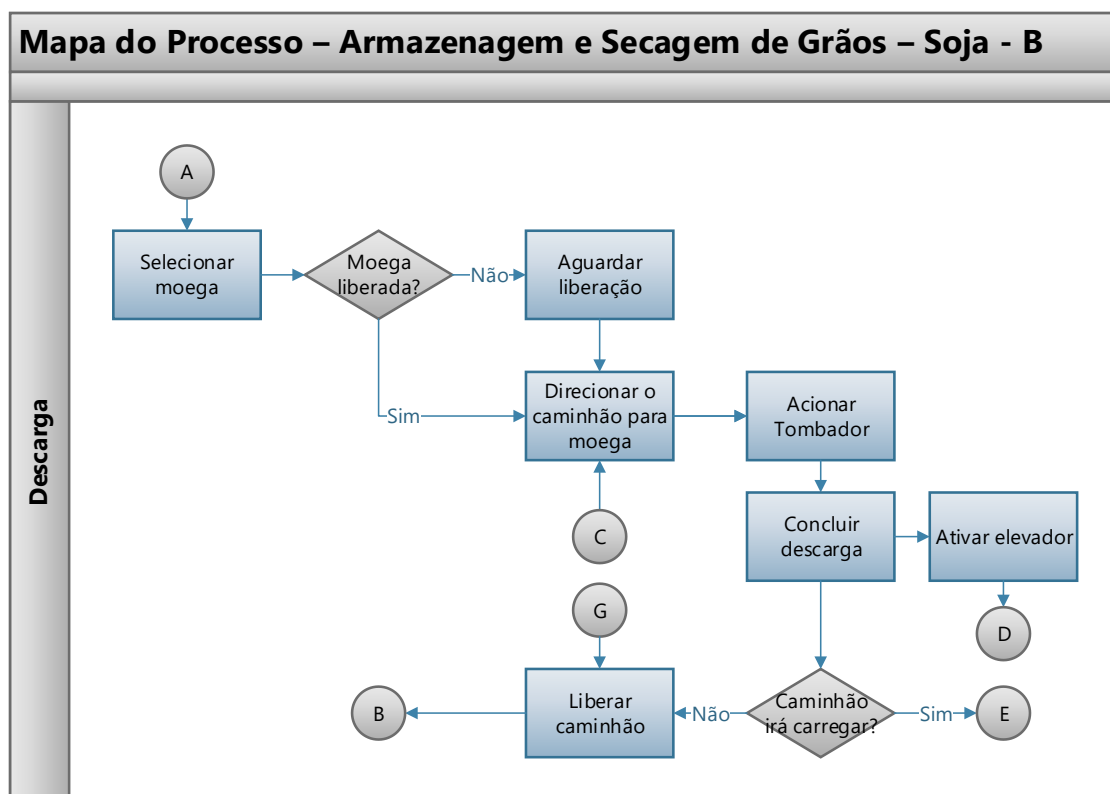 Mapa do Processo – Armazenagem e Secagem de Grãos – Soja - B
Descarga
A
Selecionar
moega
Moega
liberada?
Não
Aguardar
liberação
Sim
Direcionar o
caminhão para
moega
Acionar
Tombador
C
Concluir
descarga
Ativar elevador
G
D
B
Liberar
caminhão
Não
Caminhão
irá carregar?
Sim
E